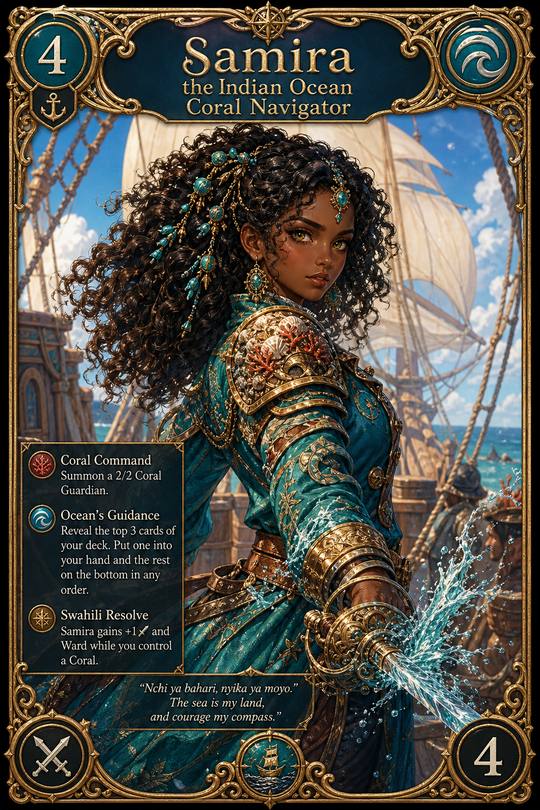 4
Samira
the Indian Ocean
Coral Navigator
Coral Command
Summon a 2/2 Coral
Guardian.
Ocean's Guidance
Reveal the top 3 cards of
your deck. Put one into
your hand and the rest
on the bottom in any
order.
Swahili Resolve
Samira gains +1 and
Ward while you control
a Coral.
"Nchi ya bahari, nyika ya moyo."
The sea is my land,
and courage my compass."
4